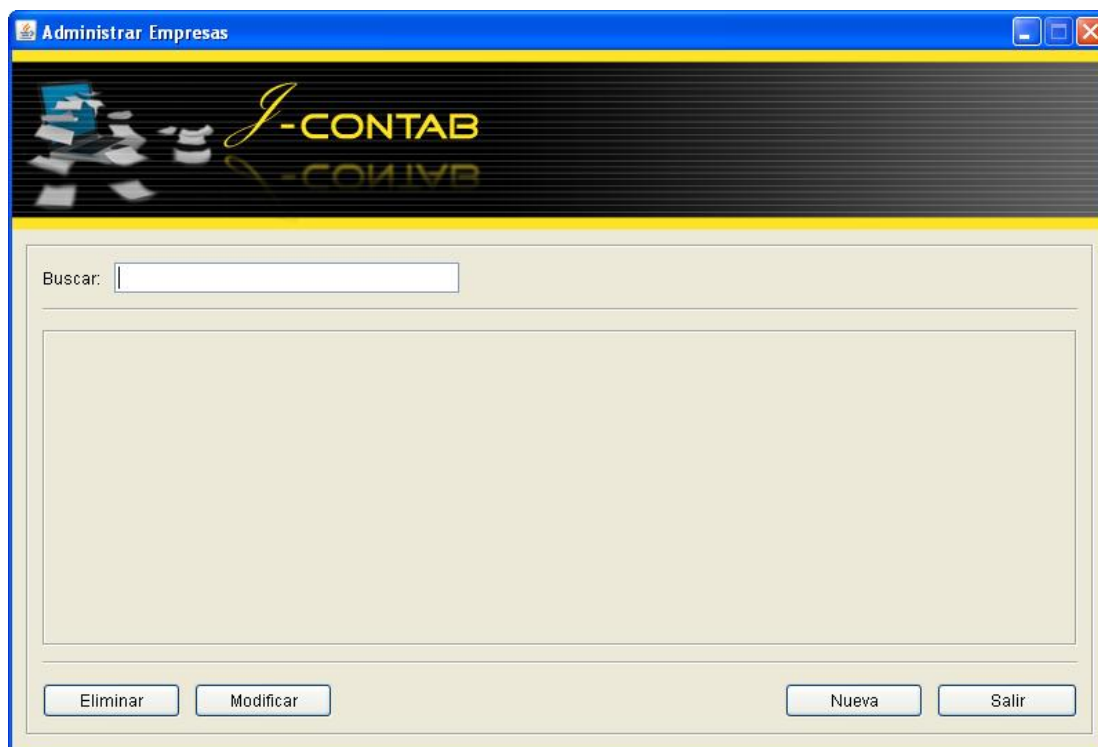 Administrar Empresas
J-CONTAB
Buscar:
Eliminar Modificar Nueva Salir